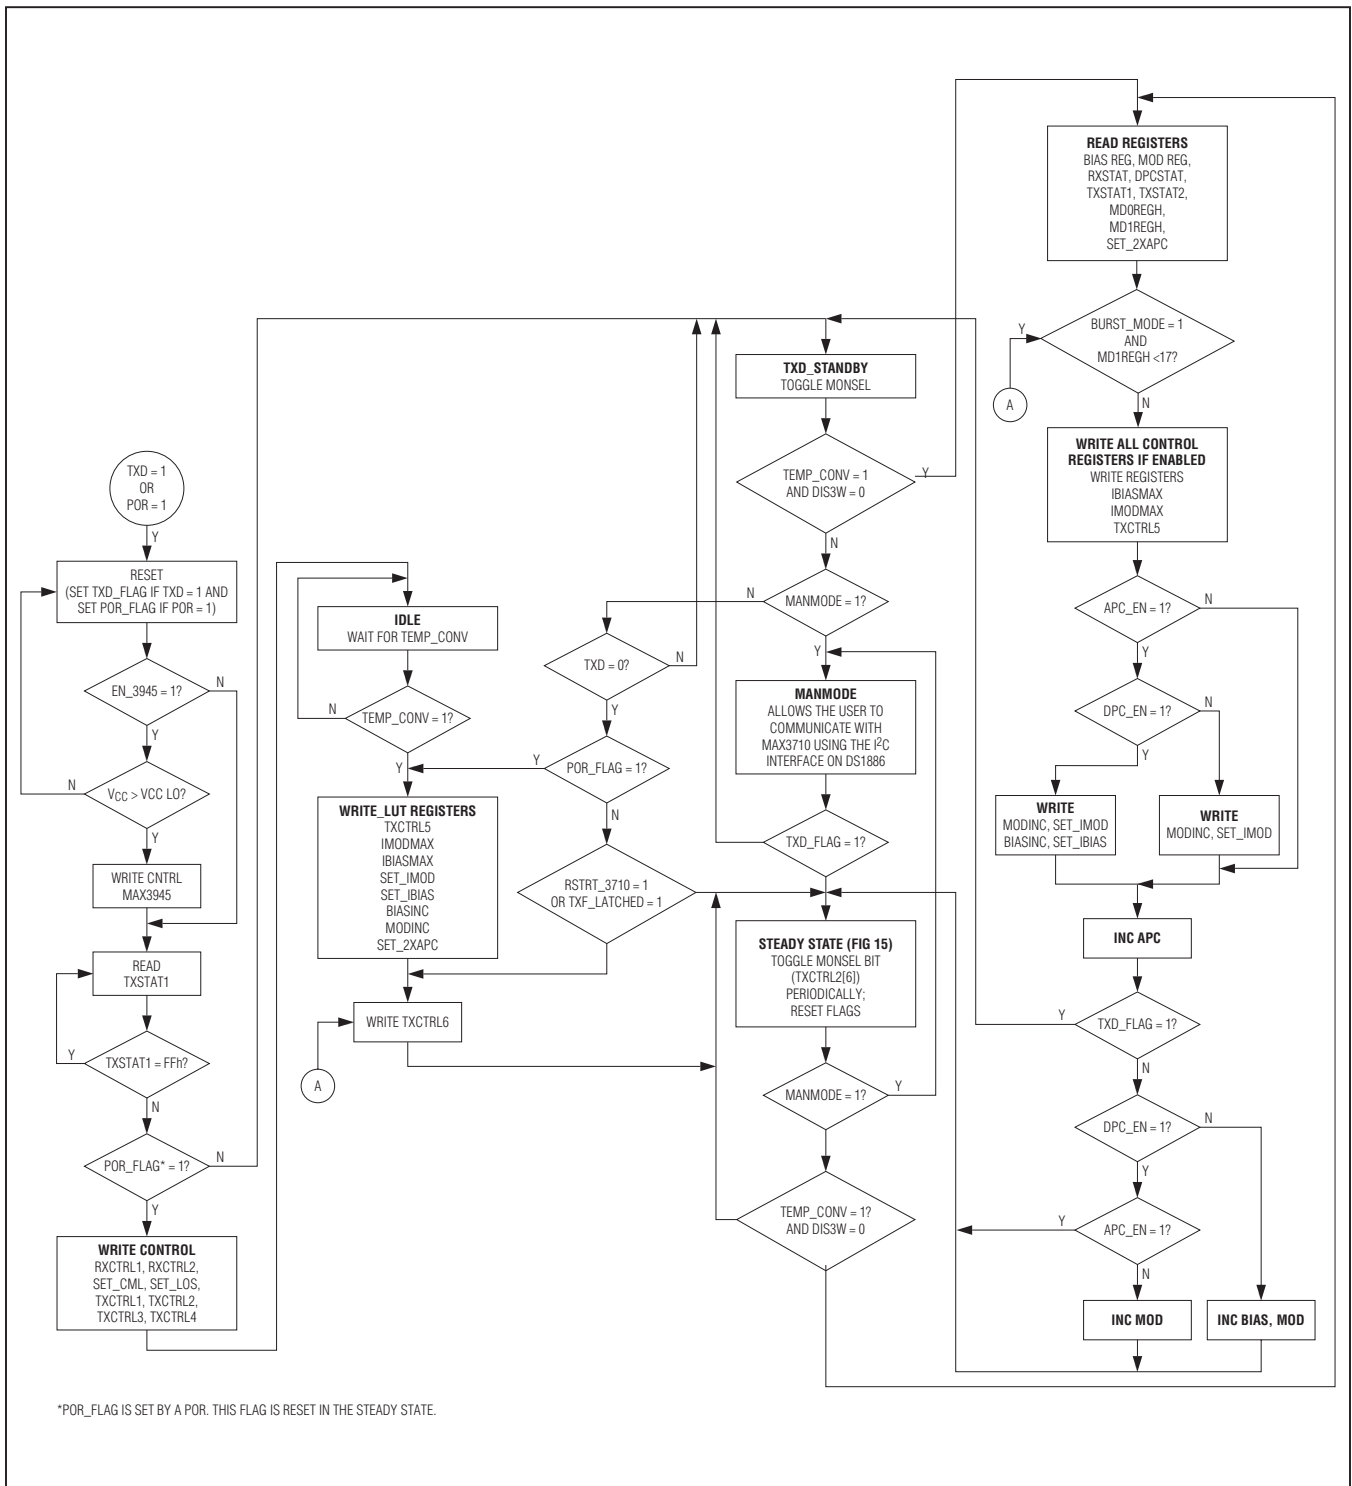 TXD = 1
OR
POR = 1
Y
RESET
(SET TXD_FLAG IF TXD = 1 AND
SET POR_FLAG IF POR = 1)
EN_3945 = 1?
N
Y
VCC > VCC LO?
N
Y
WRITE CNTRL
MAX3945
READ
TXSTAT1
TXSTAT1 = FFh?
Y
N
POR_FLAG* = 1?
N
Y
WRITE CONTROL
RXCTRL1, RXCTRL2,
SET_CML, SET_LOS,
TXCTRL1, TXCTRL2,
TXCTRL3, TXCTRL4
IDLE
WAIT FOR TEMP_CONV
N
TEMP_CONV = 1?
Y
WRITE_LUT REGISTERS
TXCTRL5
IMODMAX
IBIASMAX
SET_IMOD
SET_IBIAS
BIASINC
MODINC
SET_2XAPC
WRITE TXCTRL6
A
TXD = 0?
N
Y
POR_FLAG = 1?
Y
N
RSTRT_3710 = 1
OR TXF_LATCHED = 1
TXD_STANDBY
TOGGLE MONSEL
TEMP_CONV = 1
AND DIS3W = 0
Y
N
MANMODE = 1?
N
Y
MANMODE
ALLOWS THE USER TO
COMMUNICATE WITH
MAX3710 USING THE I2C
INTERFACE ON DS1886
TXD_FLAG = 1?
STEADY STATE (FIG 15)
TOGGLE MONSEL BIT
(TXCTRL2[6])
PERIODICALLY;
RESET FLAGS
MANMODE = 1?
Y
TEMP_CONV = 1?
AND DIS3W = 0
READ REGISTERS
BIAS REG, MOD REG,
RXSTAT, DPCSTAT,
TXSTAT1, TXSTAT2,
MD0REGH,
MD1REGH,
SET_2XAPC
BURST_MODE = 1
AND
MD1REGH <17?
Y
A
N
WRITE ALL CONTROL
REGISTERS IF ENABLED
WRITE REGISTERS
IBIASMAX
IMODMAX
TXCTRL5
APC_EN = 1?
N
Y
DPC_EN = 1?
N
Y
WRITE
MODINC, SET_IMOD
BIASINC, SET_IBIAS
WRITE
MODINC, SET_IMOD
INC APC
Y
TXD_FLAG = 1?
N
DPC_EN = 1?
N
Y
Y
APC_EN = 1?
N
INC MOD
INC BIAS, MOD
*POR_FLAG IS SET BY A POR. THIS FLAG IS RESET IN THE STEADY STATE.